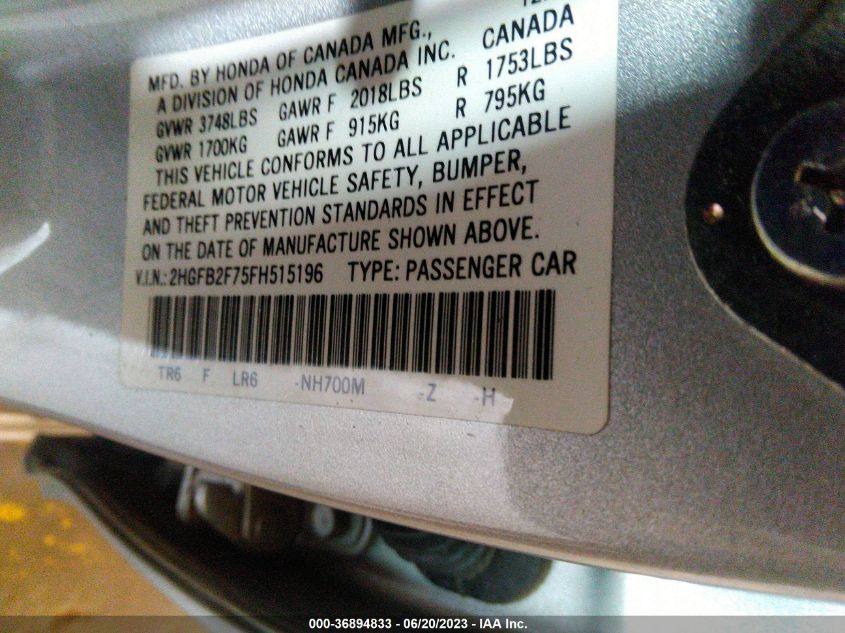 MFD. BY HONDA OF CANADA MFG., CANADA
A DIVISION OF HONDA CANADA INC.
GVWR 3748LBS GAWR F 2018LBS R 1753LBS
GVWR 1700KG GAWR F 915KG R 795KG
THIS VEHICLE CONFORMS TO ALL APPLICABLE
FEDERAL MOTOR VEHICLE SAFETY, BUMPER,
AND THEFT PREVENTION STANDARDS IN EFFECT
ON THE DATE OF MANUFACTURE SHOWN ABOVE.
V.I.N.: 2HGFB2F75FH515196 TYPE: PASSENGER CAR
TR6 F LR6 -NH700M -Z -H
000-36894833 - 06/20/2023 - IAA Inc.